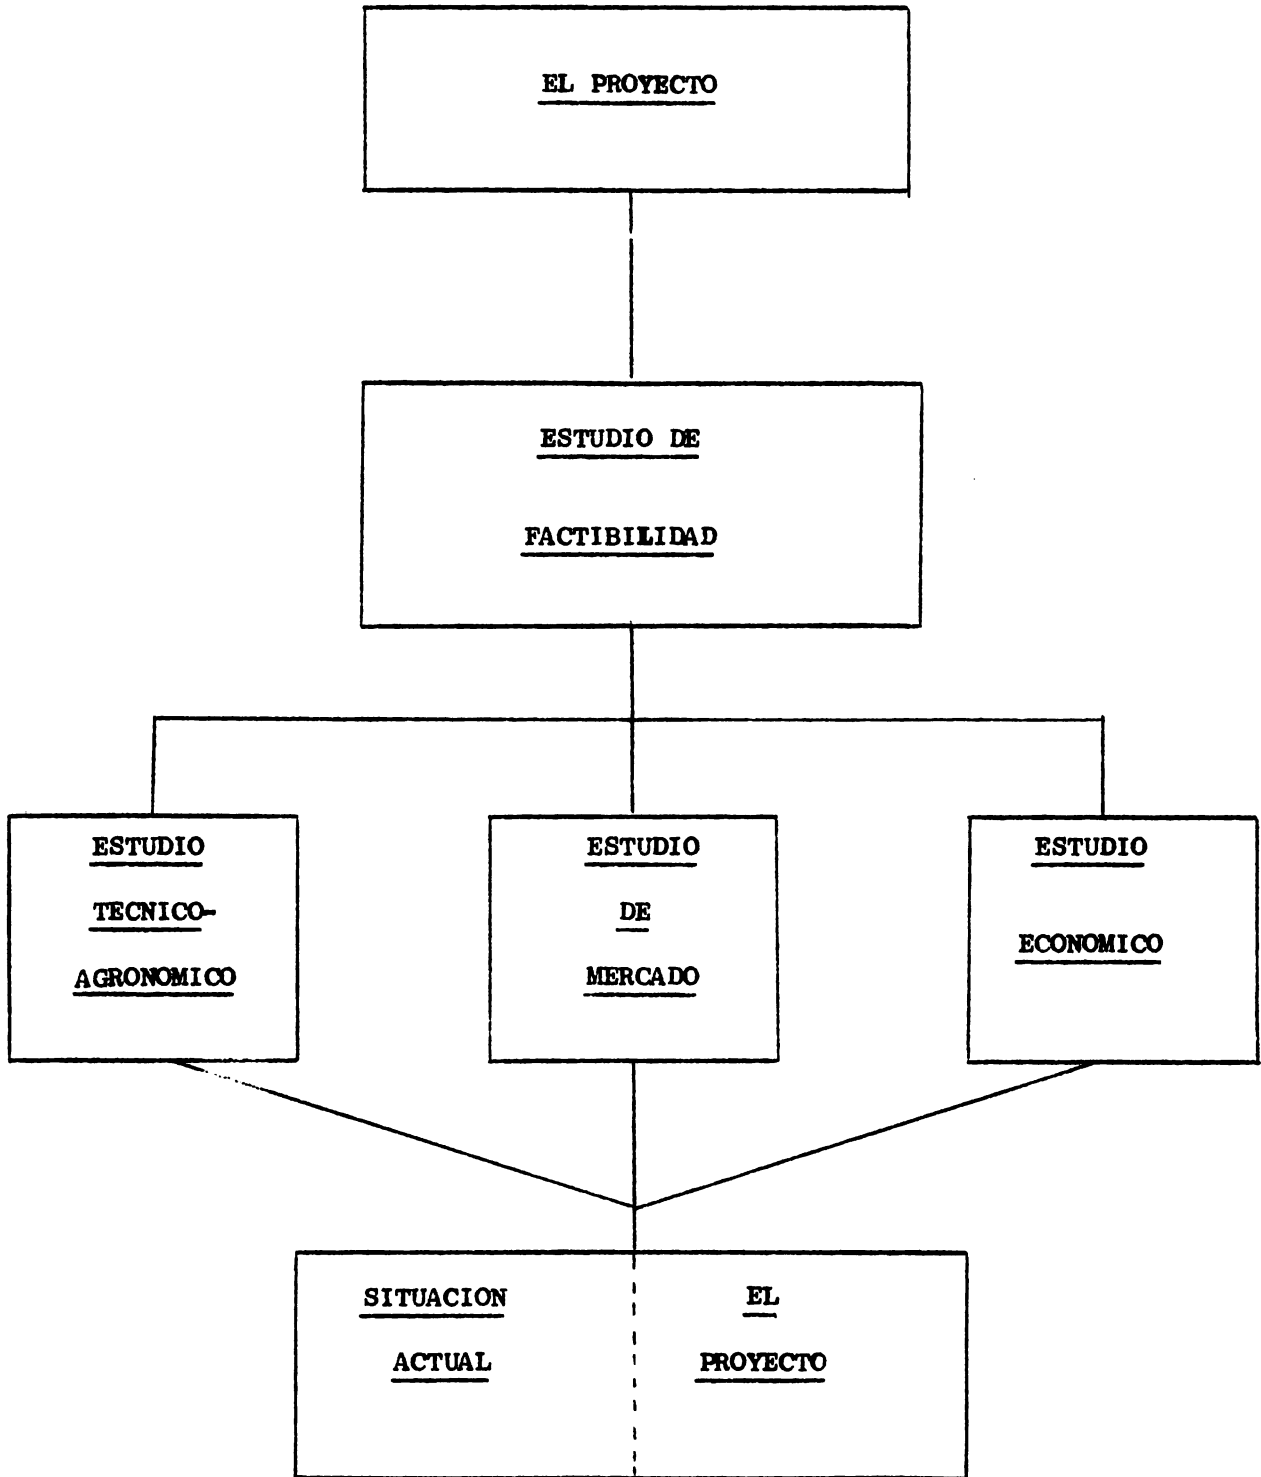 EL PROYECTO
ESTUDIO DE
FACTIBILIDAD
ESTUDIO
TECNICO-
AGRONOMICO
ESTUDIO
DE
MERCADO
ESTUDIO
ECONOMICO
SITUACION
ACTUAL
EL
PROYECTO